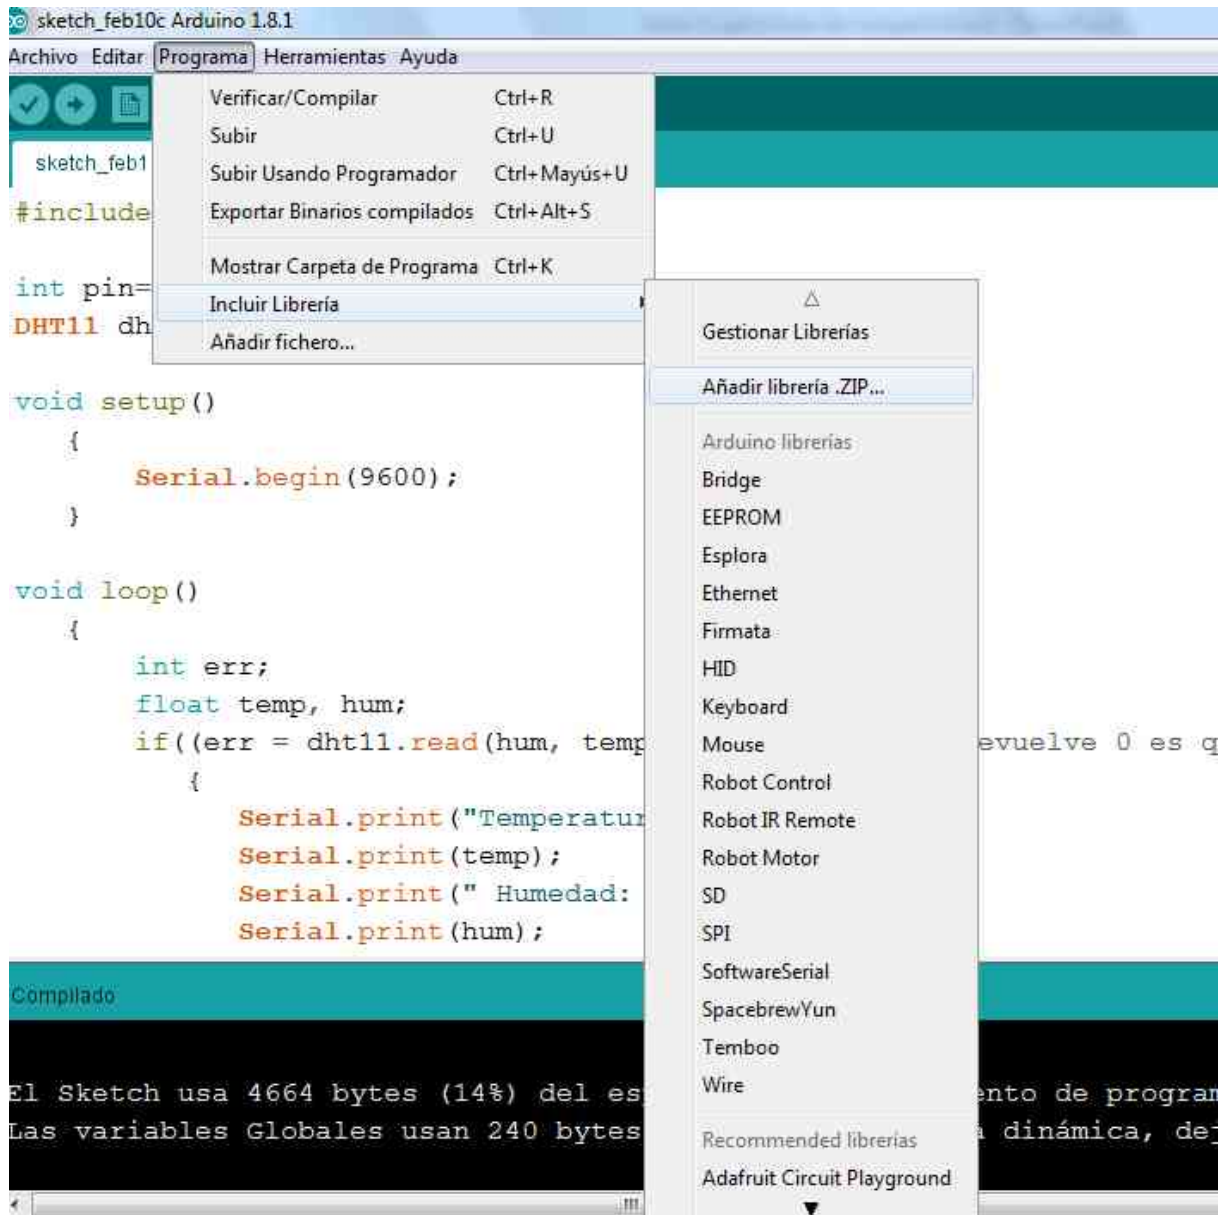 sketch_feb10c Arduino 1.8.1
Archivo Editar Programa Herramientas Ayuda
Verificar/Compilar Ctrl+R
Subir Ctrl+U
Subir Usando Programador Ctrl+Mayús+U
Exportar Binarios compilados Ctrl+Alt+S
Mostrar Carpeta de Programa Ctrl+K
Incluir Librería
Añadir fichero...
Gestionar Librerías
Añadir librería .ZIP...
Arduino librerías
Bridge
EEPROM
Esplora
Ethernet
Firmata
HID
Keyboard
Mouse
Robot Control
Robot IR Remote
Robot Motor
SD
SPI
SoftwareSerial
SpacebrewYun
Temboo
Wire
Recommended librerías
Adafruit Circuit Playground
sketch_feb1
#include
int pin=
DHT11 dh
void setup()
{
Serial.begin(9600);
}
void loop()
{
int err;
float temp, hum;
if((err = dht11.read(hum, temp evuelve 0 es q
{
Serial.print("Temperatur
Serial.print(temp);
Serial.print(" Humedad:
Serial.print(hum);
Compilado
El Sketch usa 4664 bytes (14%) del es ento de program
Las variables Globales usan 240 bytes a dinámica, dej